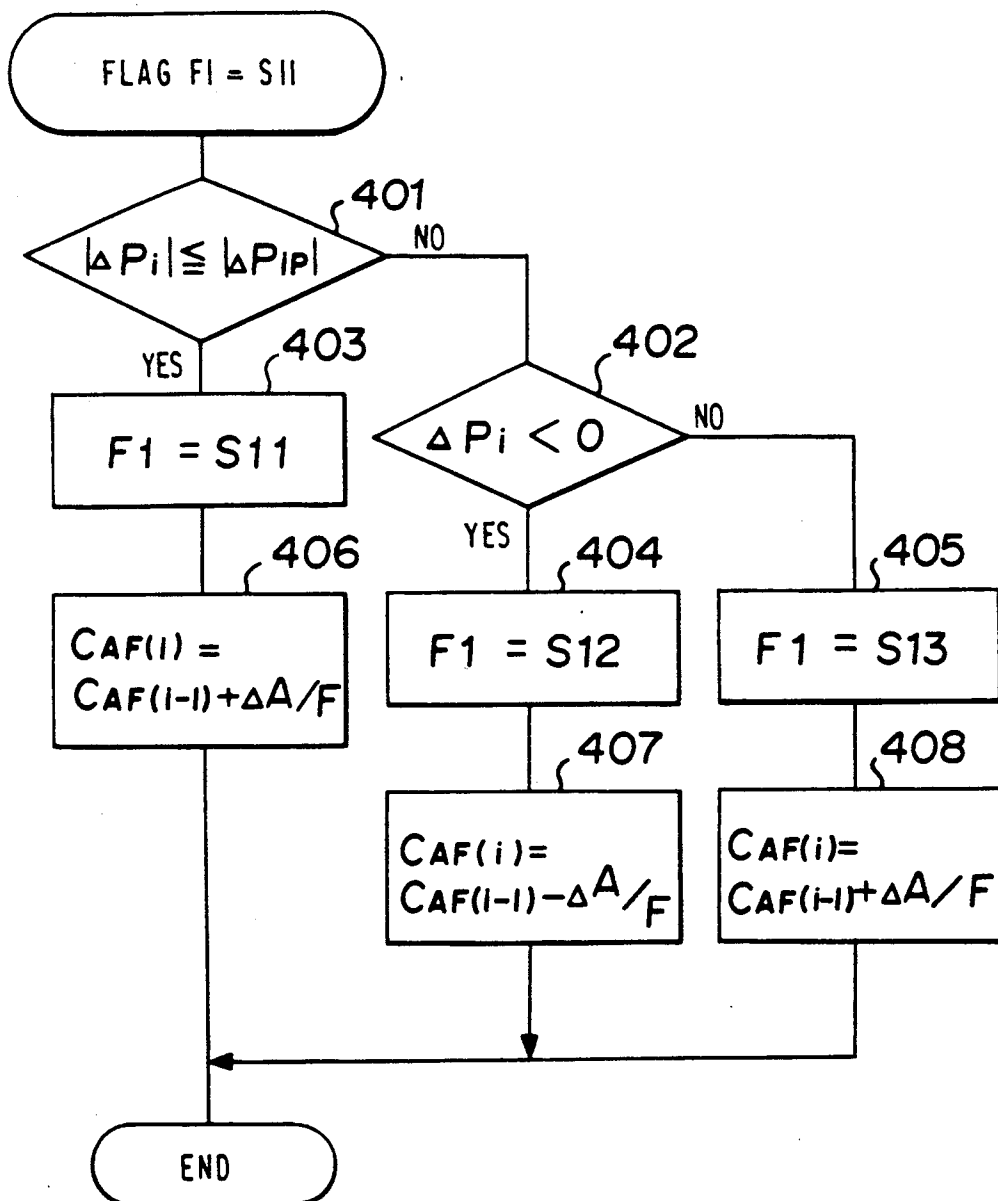 FLAG F1 = S11
401
|ΔPi| ≦ |ΔPIP|
NO
YES
403
402
F1 = S11
ΔPi < 0
NO
YES
406
404
405
CAF(i) =
CAF(i-1)+ΔA/F
F1 = S12
F1 = S13
407
408
CAF(i)=
CAF(i-1)-ΔA/F
CAF(i)=
CAF(i-1)+ΔA/F
END